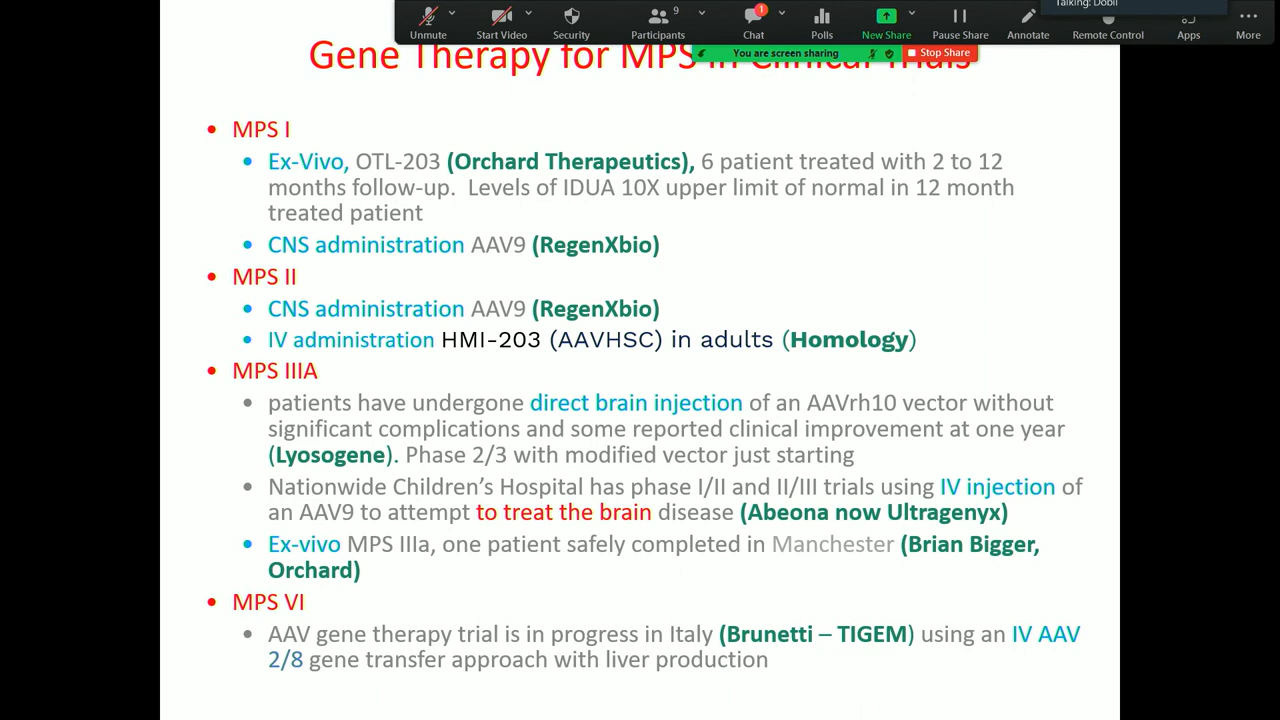 Talking: Dobil
9
1
Unmute
Start Video
Security
Participants
Chat
Polls
New Share
Pause Share
Annotate
Remote Control
Apps
More
You are screen sharing
Stop Share
Gene Therapy for MPS in Clinical Trials
• MPS I
• Ex-Vivo, OTL-203 (Orchard Therapeutics), 6 patient treated with 2 to 12
months follow-up. Levels of IDUA 10X upper limit of normal in 12 month
treated patient
• CNS administration AAV9 (RegenXbio)
• MPS II
• CNS administration AAV9 (RegenXbio)
• IV administration HMI-203 (AAVHSC) in adults (Homology)
• MPS IIIA
• patients have undergone direct brain injection of an AAVrh10 vector without
significant complications and some reported clinical improvement at one year
(Lyosogene). Phase 2/3 with modified vector just starting
• Nationwide Children’s Hospital has phase I/II and II/III trials using IV injection of
an AAV9 to attempt to treat the brain disease (Abeona now Ultragenyx)
• Ex-vivo MPS IIIa, one patient safely completed in Manchester (Brian Bigger,
Orchard)
• MPS VI
• AAV gene therapy trial is in progress in Italy (Brunetti – TIGEM) using an IV AAV
2/8 gene transfer approach with liver production